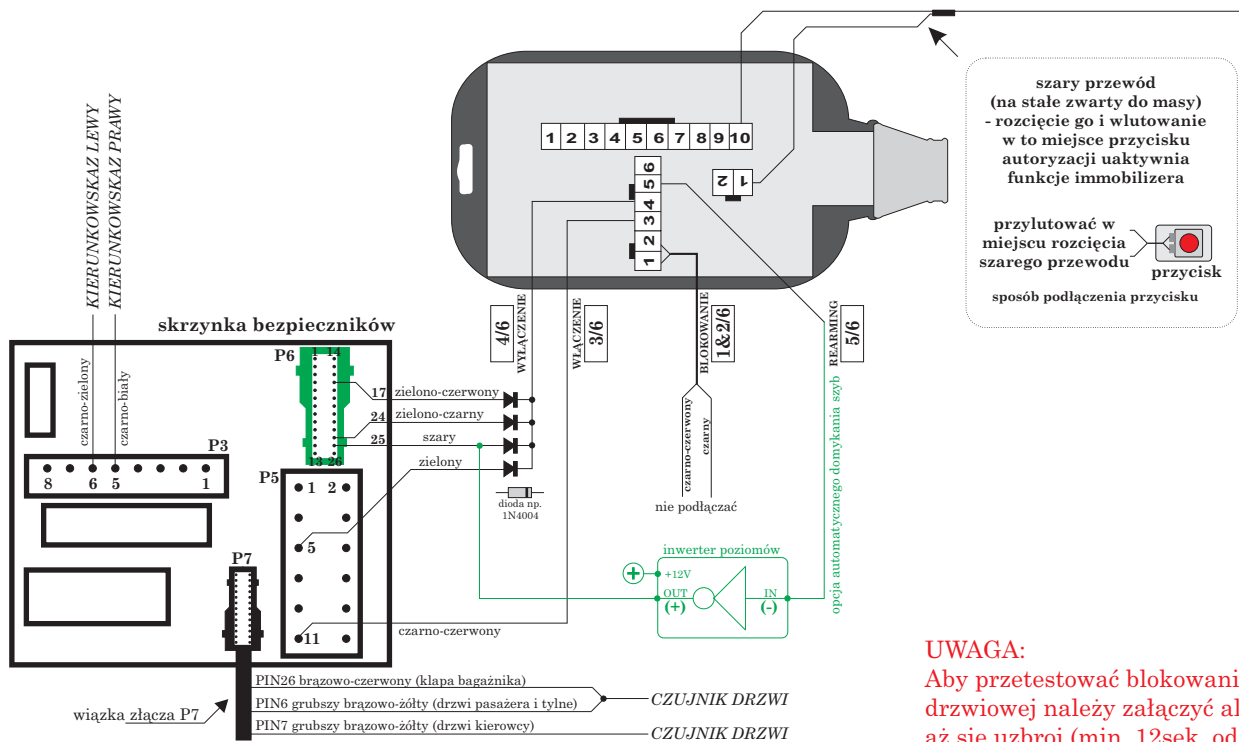 szary przewód
(na stałe zwarty do masy)
- rozcięcie go i wlutowanie
w to miejsce przycisku
autoryzacji uaktywnia
funkcje immobilizera
przylutować w
miejscu rozcięcia
szarego przewodu
przycisk
sposób podłączenia przycisku
1 2 3 4 5 6 7 8 9 10
6
5
4
3
2
1
2 1
KIERUNKOWSKAZ LEWY
KIERUNKOWSKAZ PRAWY
czarno-zielony
czarno-biały
skrzynka bezpieczników
4/6
WYŁĄCZENIE
WŁĄCZENIE
3/6
BLOKOWANIE
1&2/6
REARMING
5/6
P6
1 14
13 26
17 zielono-czerwony
24 zielono-czarny
25 szary
zielony
dioda np.
1N4004
czarno-czerwony
czarny
nie podłączać
opcja automatycznego domykania szyb
P3
8 6 5 1
P5
1 2
5
11
czarno-czerwony
P7
inwerter poziomów
+12V
OUT
(+)
IN
(-)
PIN26 brązowo-czerwony (klapa bagażnika)
PIN6 grubszy brązowo-żółty (drzwi pasażera i tylne)
CZUJNIK DRZWI
PIN7 grubszy brązowo-żółty (drzwi kierowcy)
CZUJNIK DRZWI
wiązka złącza P7
UWAGA:
Aby przetestować blokowani
drzwiowej należy załączyć al
aż się uzbroi (min. 12sek. od